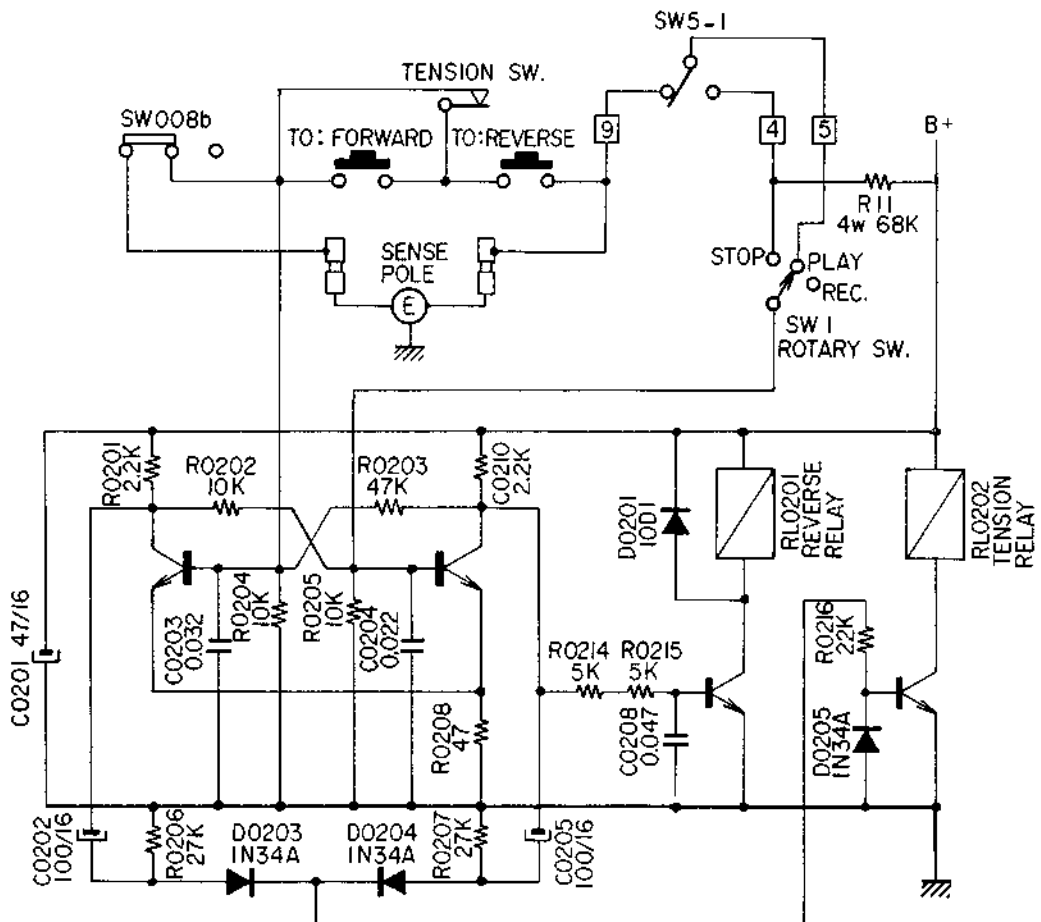 SW5-1
TENSION SW.
SW008b
TO: FORWARD
TO:REVERSE
9
4
5
B+
R11
4w 68K
SENSE
POLE
E
STOP
PLAY
REC.
SW1
ROTARY SW.
R0201
2.2K
R0202
10K
R0203
47K
C0210
2.2K
D0201
10D1
RL0201
REVERSE
RELAY
RL0202
TENSION
RELAY
C0201 47/16
C0203
0.032
R0204
10K
R0205
10K
C0204
0.022
R0208
47
R0214
5K
R0215
5K
C0208
0.047
R0216
22K
D0205
1N34A
C0202
100/16
R0206
27K
D0203
1N34A
D0204
1N34A
R0207
27K
C0205
100/16